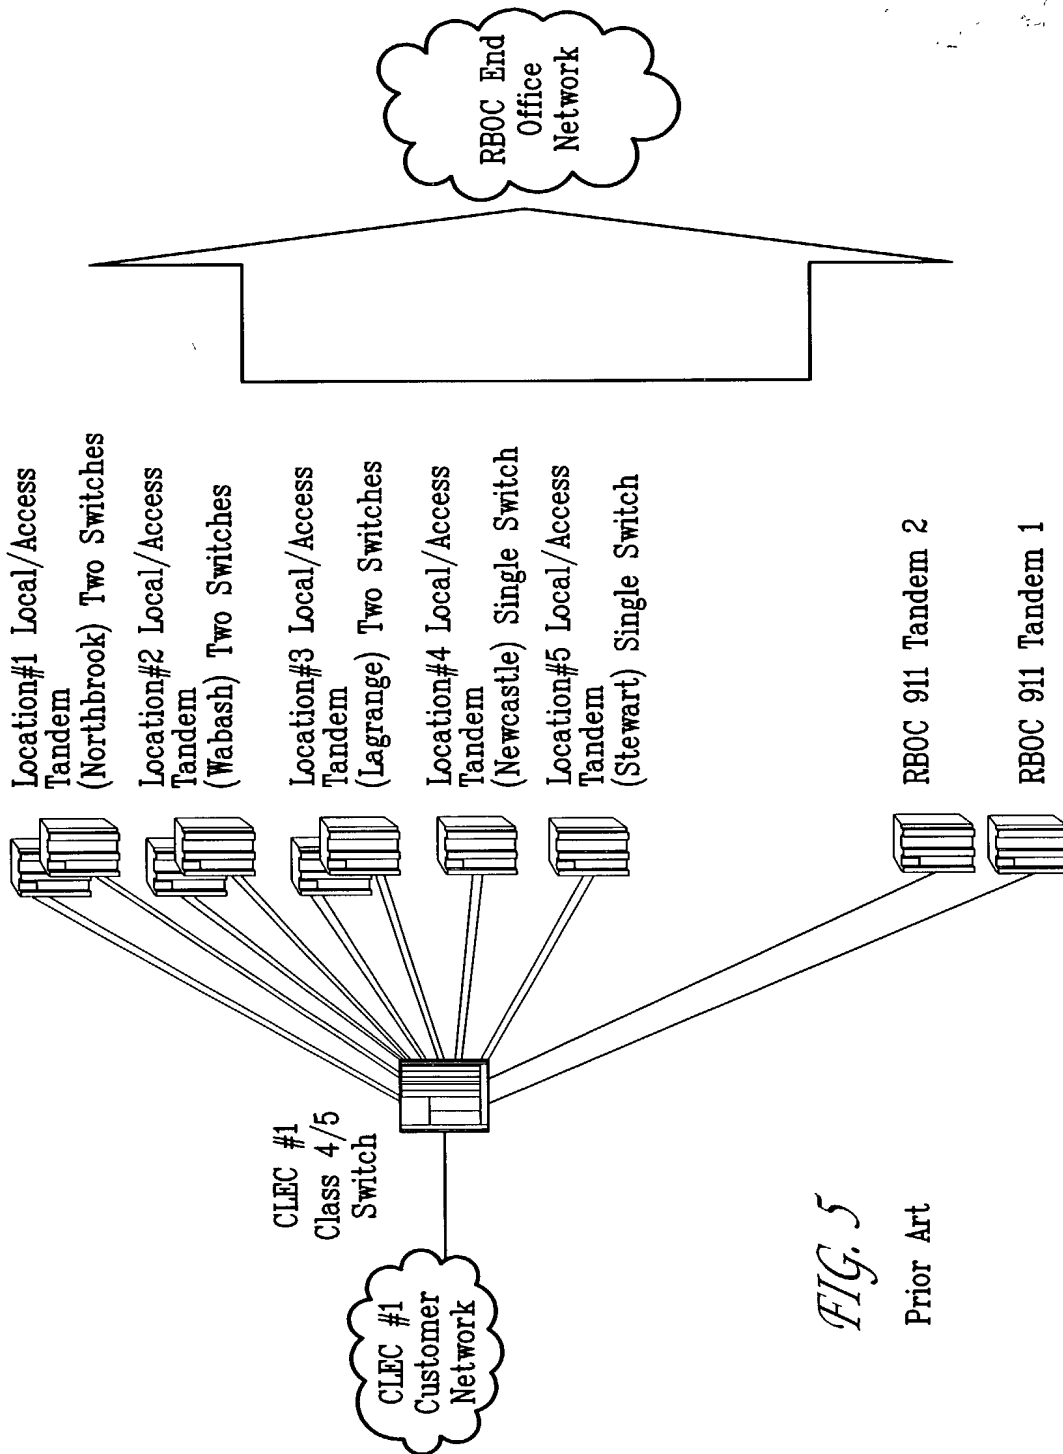 Location#1 Local/Access
Tandem
(Northbrook) Two Switches
Location#2 Local/Access
Tandem
(Wabash) Two Switches
Location#3 Local/Access
Tandem
(Lagrange) Two Switches
Location#4 Local/Access
Tandem
(Newcastle) Single Switch
Location#5 Local/Access
Tandem
(Stewart) Single Switch
RBOC 911 Tandem 2
RBOC 911 Tandem 1
CLEC #1
Class 4/5
Switch
CLEC #1
Customer
Network
RBOC End
Office
Network
FIG. 5
Prior Art